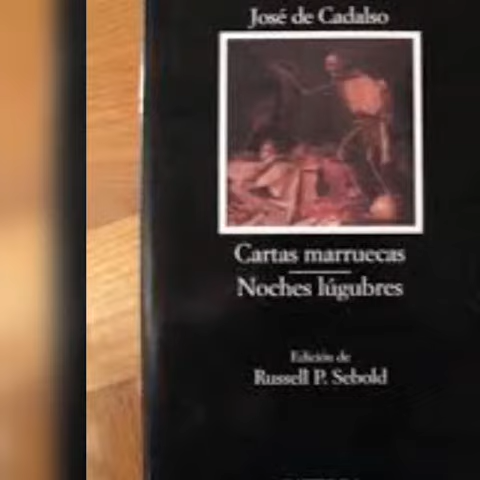 José de Cadalso
Cartas marruecas
Noches lúgubres
Edición de
Russell P. Sebold